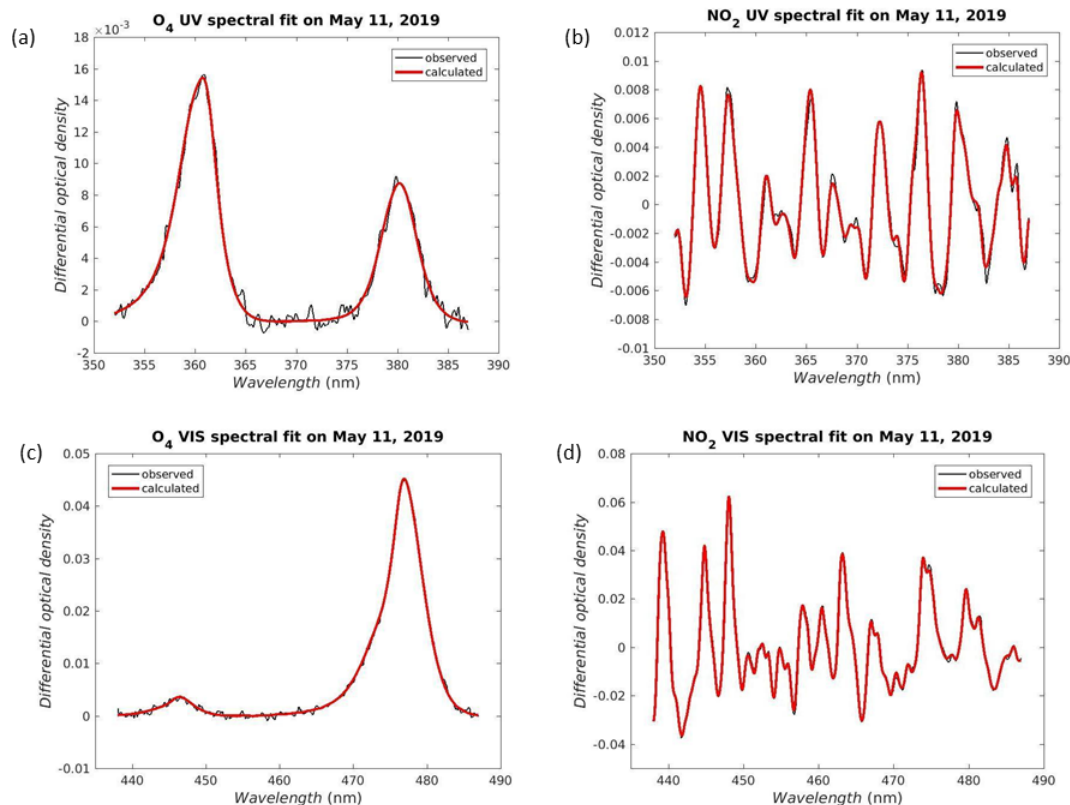 (a)
O4 UV spectral fit on May 11, 2019
×10-3
18
16
14
12
10
8
6
4
2
0
-2
Differential optical density
observed
calculated
350 355 360 365 370 375 380 385 390
Wavelength (nm)
(b)
NO2 UV spectral fit on May 11, 2019
0.012
0.01
0.008
0.006
0.004
0.002
0
-0.002
-0.004
-0.006
-0.008
-0.01
Differential optical density
observed
calculated
350 355 360 365 370 375 380 385 390
Wavelength (nm)
(c)
O4 VIS spectral fit on May 11, 2019
0.05
0.04
0.03
0.02
0.01
0
-0.01
Differential optical density
observed
calculated
440 450 460 470 480 490
Wavelength (nm)
(d)
NO2 VIS spectral fit on May 11, 2019
0.08
0.06
0.04
0.02
0
-0.02
-0.04
Differential optical density
observed
calculated
440 450 460 470 480 490
Wavelength (nm)